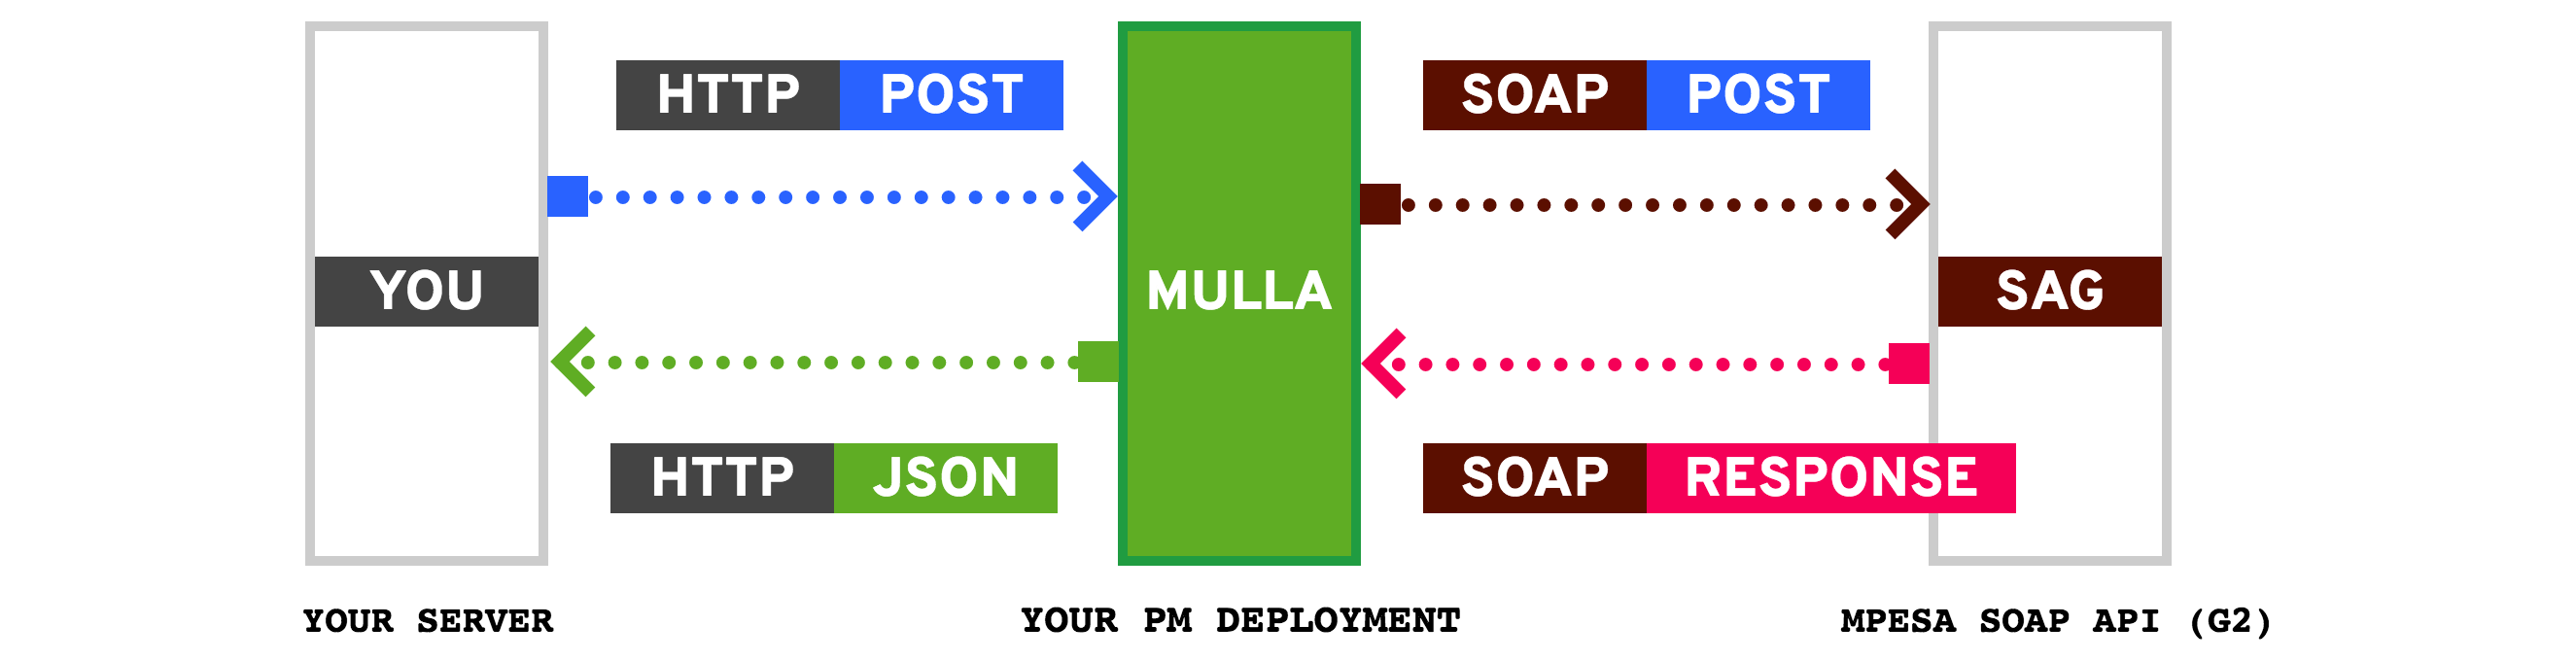 HTTP POST
SOAP POST
YOU
MULLA
SAG
HTTP JSON
SOAP RESPONSE
YOUR SERVER
YOUR PM DEPLOYMENT
MPESA SOAP API (G2)